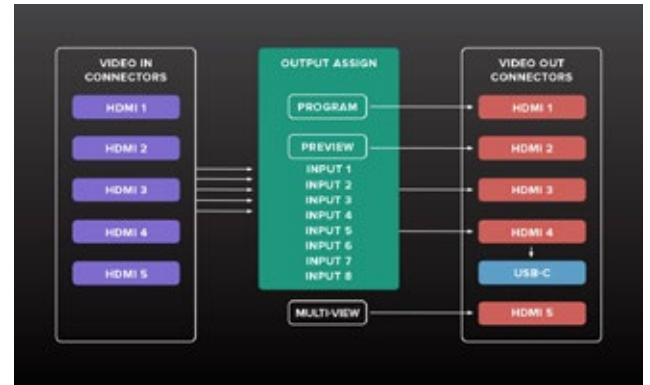 VIDEO IN
CONNECTORS
HDMI 1
HDMI 2
HDMI 3
HDMI 4
HDMI 5
OUTPUT ASSIGN
PROGRAM
PREVIEW
INPUT 1
INPUT 2
INPUT 3
INPUT 4
INPUT 5
INPUT 6
INPUT 7
INPUT 8
MULTI-VIEW
VIDEO OUT
CONNECTORS
HDMI 1
HDMI 2
HDMI 3
HDMI 4
USB-C
HDMI 5